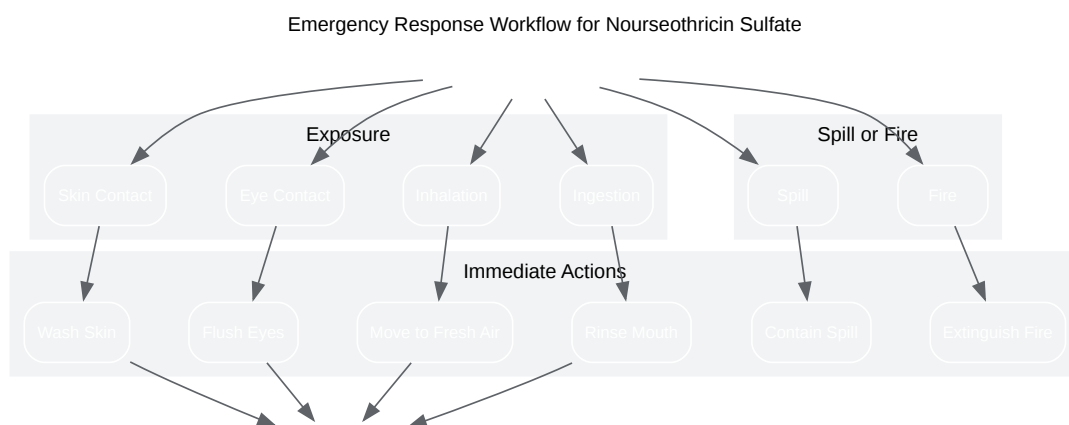 Emergency Response Workflow for Nourseothricin Sulfate
Exposure
Spill or Fire
Skin Contact
Eye Contact
Inhalation
Ingestion
Spill
Fire
Immediate Actions
Wash Skin
Flush Eyes
Move to Fresh Air
Rinse Mouth
Contain Spill
Extinguish Fire